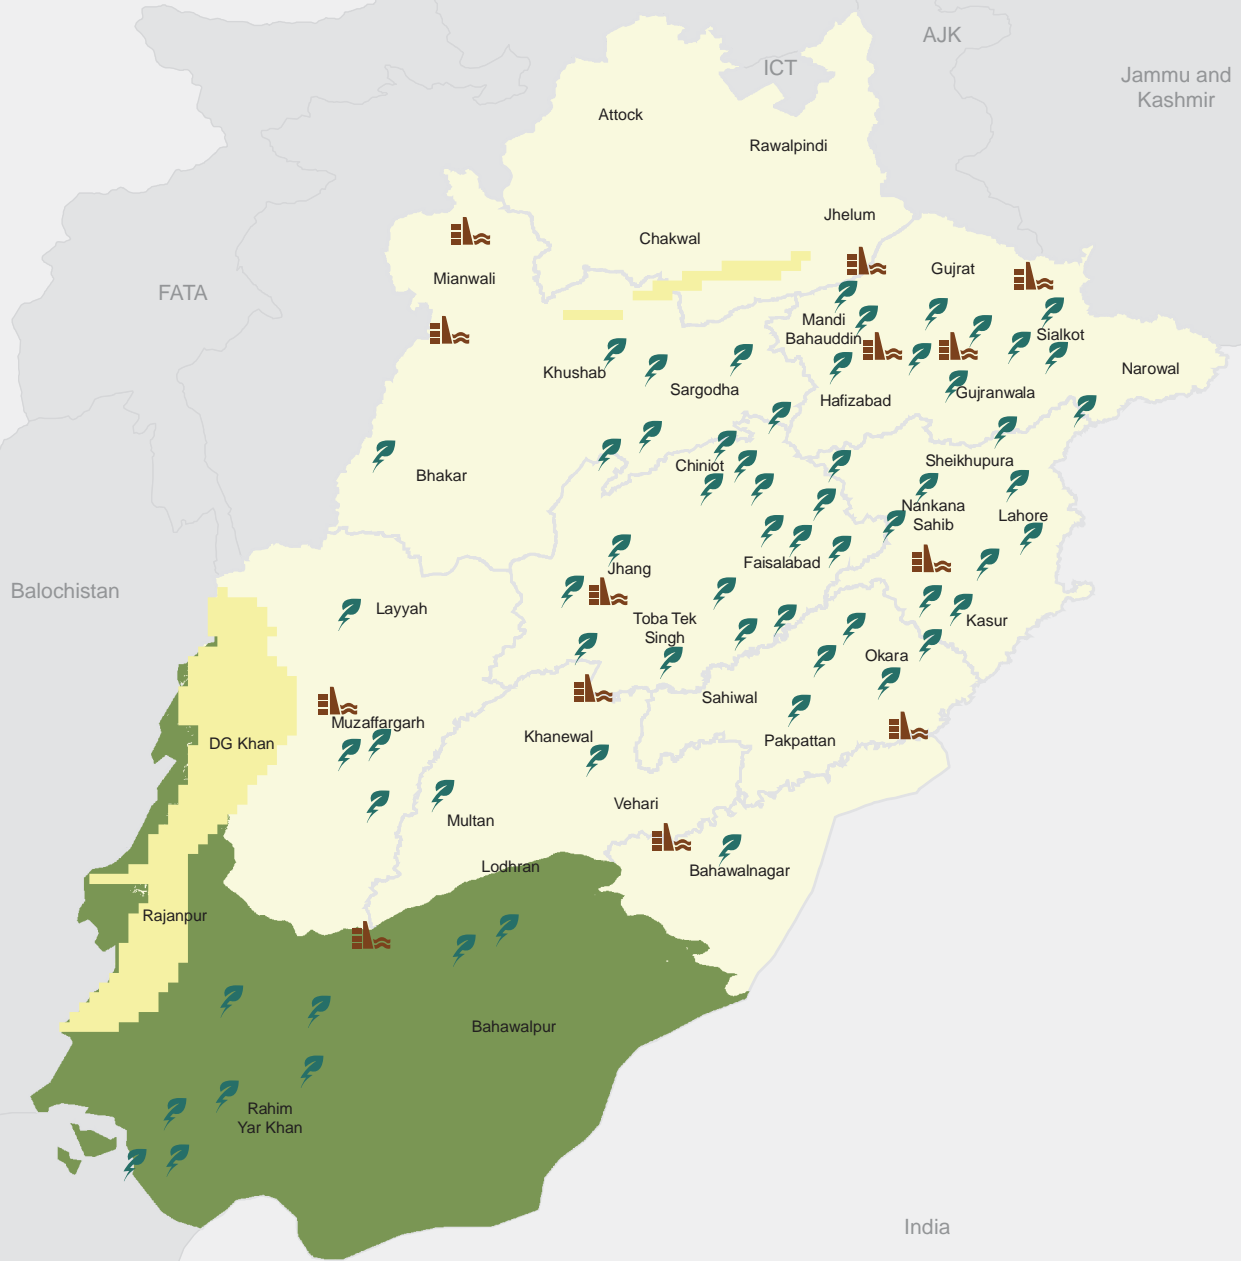 AJK
ICT
Jammu and
Kashmir
Attock
Rawalpindi
Jhelum
Chakwal
Gujrat
Mianwali
FATA
Mandi
Bahauddin
Sialkot
Narowal
Khushab
Sargodha
Hafizabad
Gujranwala
Sheikhupura
Chiniot
Bhakar
Nankana
Sahib
Lahore
Faisalabad
Jhang
Balochistan
Layyah
Toba Tek
Singh
Kasur
Okara
Sahiwal
Muzaffargarh
Khanewal
Pakpattan
DG Khan
Vehari
Multan
Lodhran
Bahawalnagar
Rajanpur
Bahawalpur
Rahim
Yar Khan
India